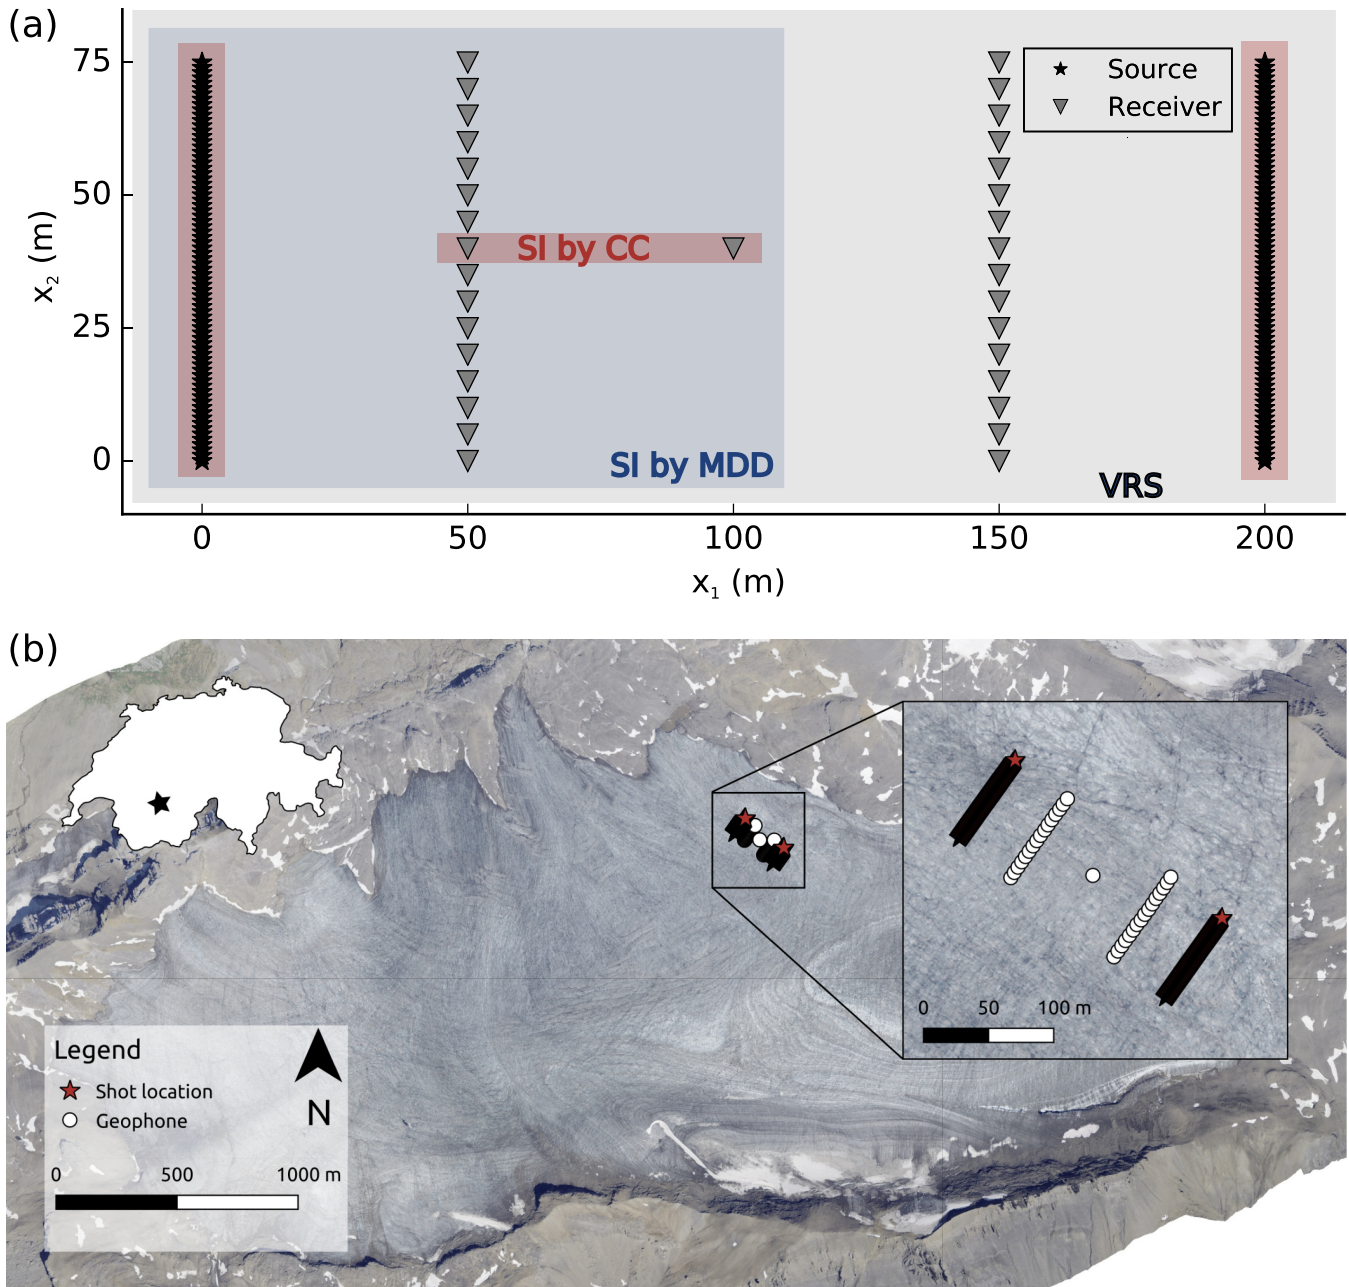 (a)
75
50
25
0
x₂ (m)
Source
Receiver
SI by CC
SI by MDD
VRS
0 50 100 150 200
x₁ (m)
(b)
0 50 100 m
Legend
Shot location
Geophone
N
0 500 1000 m